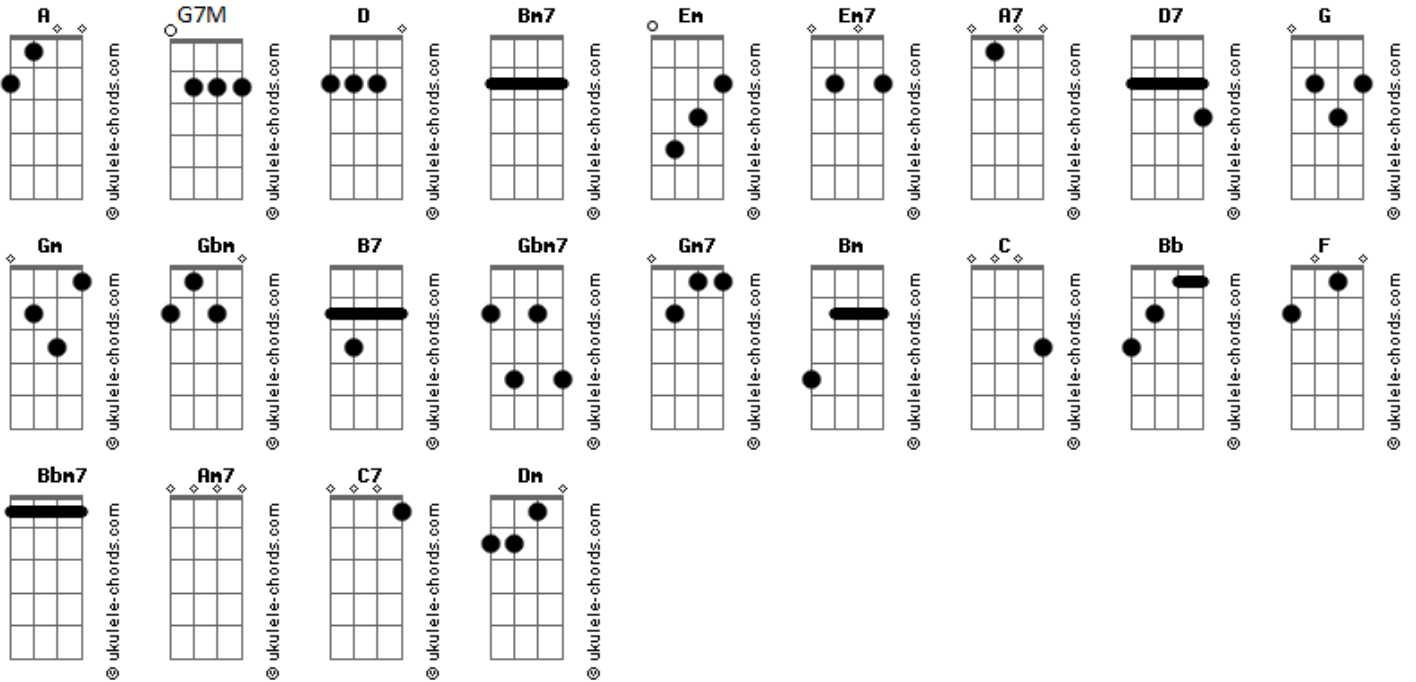 A G7M D Bm7 Em Em7 A7 D7 G
© ukulele-chords.com © ukulele-chords.com © ukulele-chords.com © ukulele-chords.com © ukulele-chords.com © ukulele-chords.com © ukulele-chords.com © ukulele-chords.com © ukulele-chords.com
Gm Gbm B7 Gbm7 Gm7 Bm C Bb F
© ukulele-chords.com © ukulele-chords.com © ukulele-chords.com © ukulele-chords.com © ukulele-chords.com © ukulele-chords.com © ukulele-chords.com © ukulele-chords.com © ukulele-chords.com
Bbm7 Am7 C7 Dm
© ukulele-chords.com © ukulele-chords.com © ukulele-chords.com © ukulele-chords.com